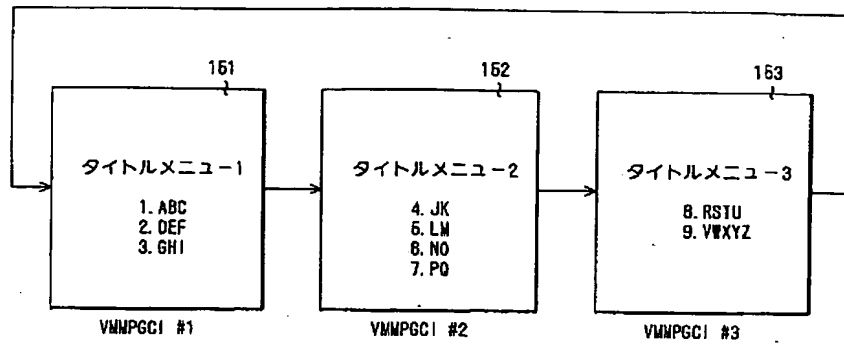 151
タイトルメニュー1
1. ABC
2. DEF
3. GHI
VMMPGCI #1
152
タイトルメニュー2
4. JK
5. LM
6. NO
7. PQ
VMMPGCI #2
153
タイトルメニュー3
8. RSTU
9. VWXYZ
VMMPGCI #3